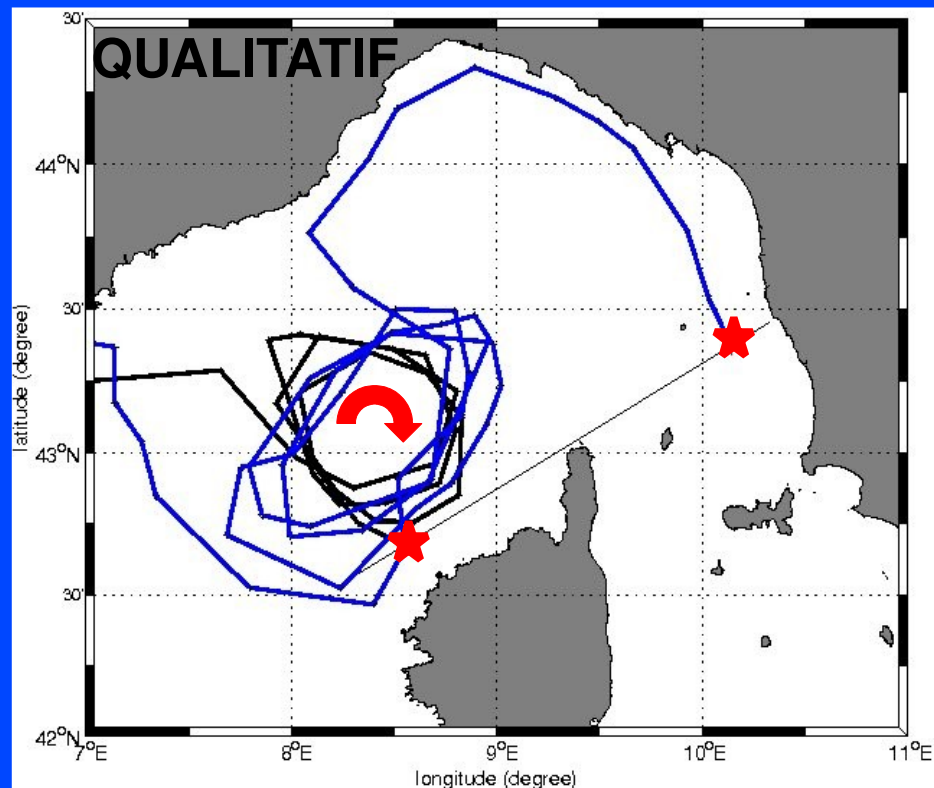 QUALITATIF
30'
44°N
30'
43°N
30'
42°N
latitude (degree)
7°E 8°E 9°E 10°E 11°E
longitude (degree)